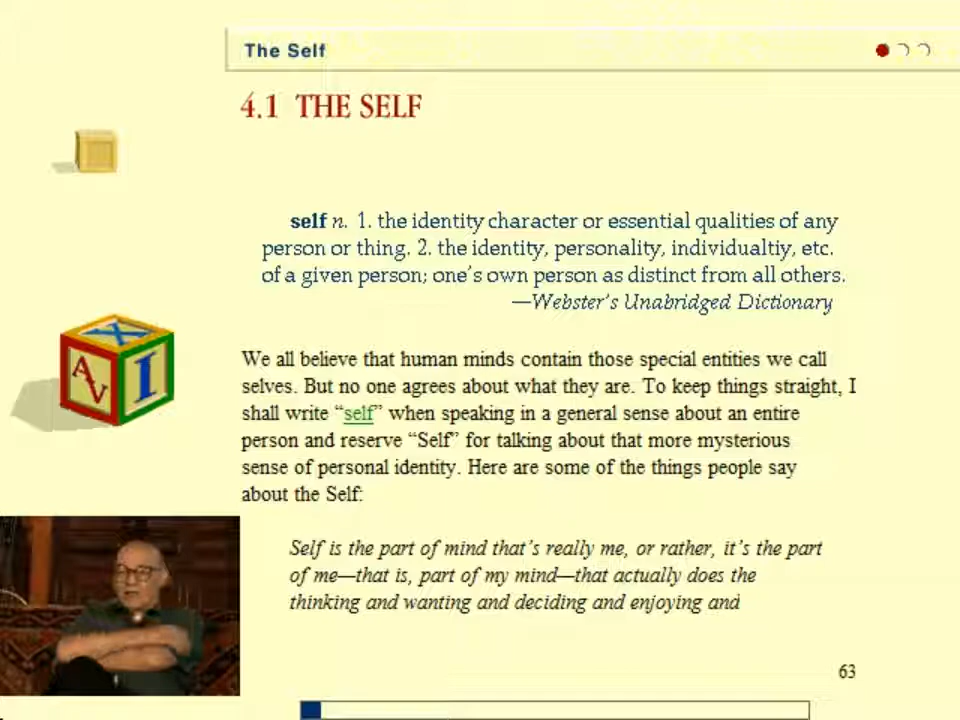 The Self
4.1 THE SELF
self n. 1. the identity character or essential qualities of any
person or thing. 2. the identity, personality, individualtiy, etc.
of a given person; one's own person as distinct from all others.
—Webster's Unabridged Dictionary
X
A
V
I
We all believe that human minds contain those special entities we call
selves. But no one agrees about what they are. To keep things straight, I
shall write “self” when speaking in a general sense about an entire
person and reserve “Self” for talking about that more mysterious
sense of personal identity. Here are some of the things people say
about the Self:
Self is the part of mind that's really me, or rather, it's the part
of me—that is, part of my mind—that actually does the
thinking and wanting and deciding and enjoying and
63